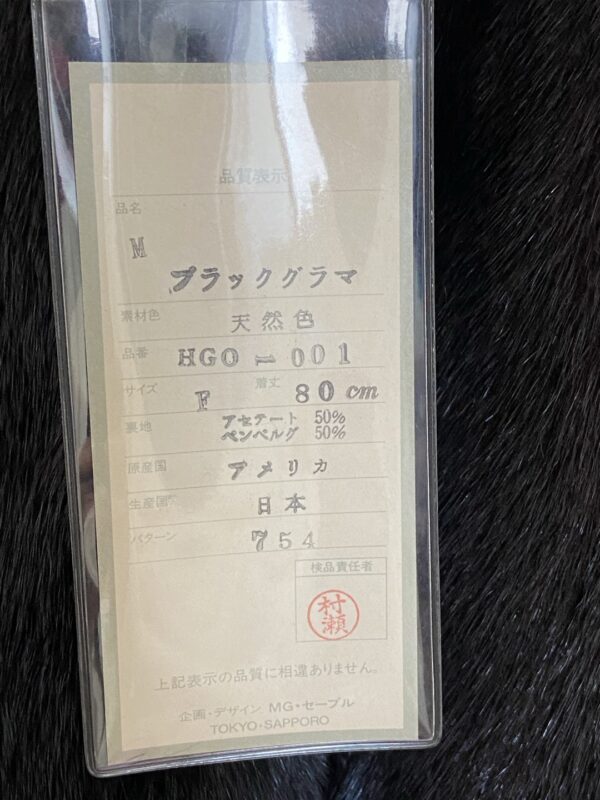 品質表示
品名
M
ブラックグラマ
素材色 天然色
品番 HGO-001
サイズ F 着丈 80cm
裏地 アセテート 50%
ベンベルグ 50%
原産国 アメリカ
生産国 日本
パターン 754
検品責任者
村瀬
上記表示の品質に相違ありません。
企画・デザイン MG・セーブル
TOKYO・SAPPORO